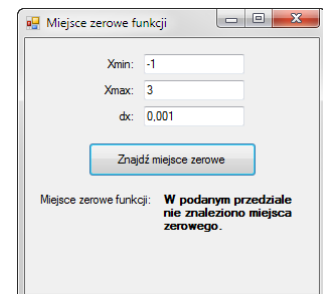 Miejsce zerowe funkcji
Xmin: -1
Xmax: 3
dx: 0,001
Znajdź miejsce zerowe
Miejsce zerowe funkcji: W podanym przedziale
nie znaleziono miejsca
zerowego.